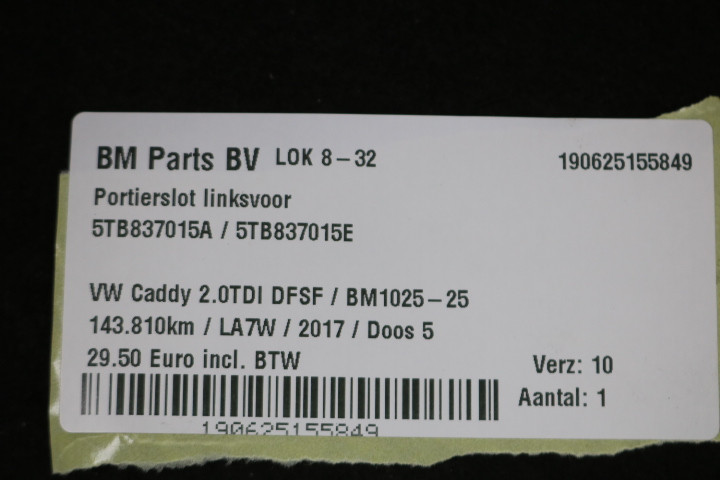 BM Parts BV LOK 8-32 190625155849
Portierslot linksvoor
5TB837015A / 5TB837015E
VW Caddy 2.0TDI DFSF / BM1025-25
143.810km / LA7W / 2017 / Doos 5
29.50 Euro incl. BTW Verz: 10
Aantal: 1
190625155849